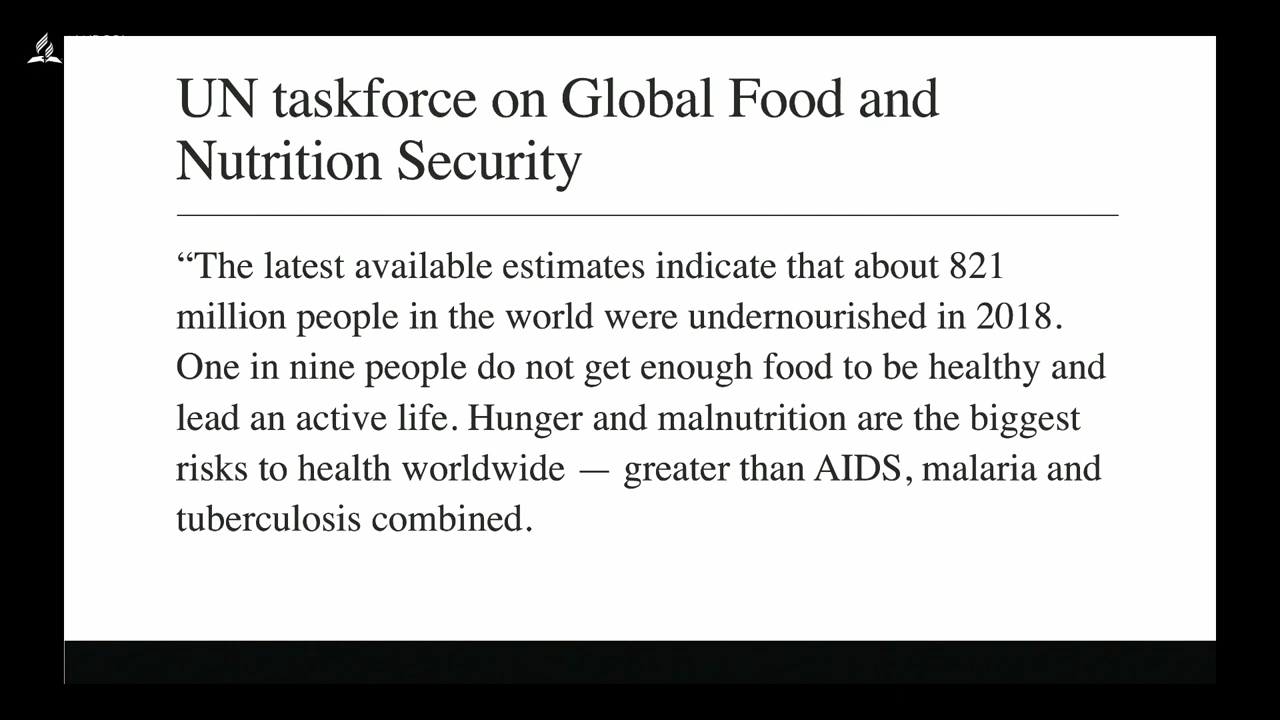 UN taskforce on Global Food and
Nutrition Security
“The latest available estimates indicate that about 821
million people in the world were undernourished in 2018.
One in nine people do not get enough food to be healthy and
lead an active life. Hunger and malnutrition are the biggest
risks to health worldwide — greater than AIDS, malaria and
tuberculosis combined.